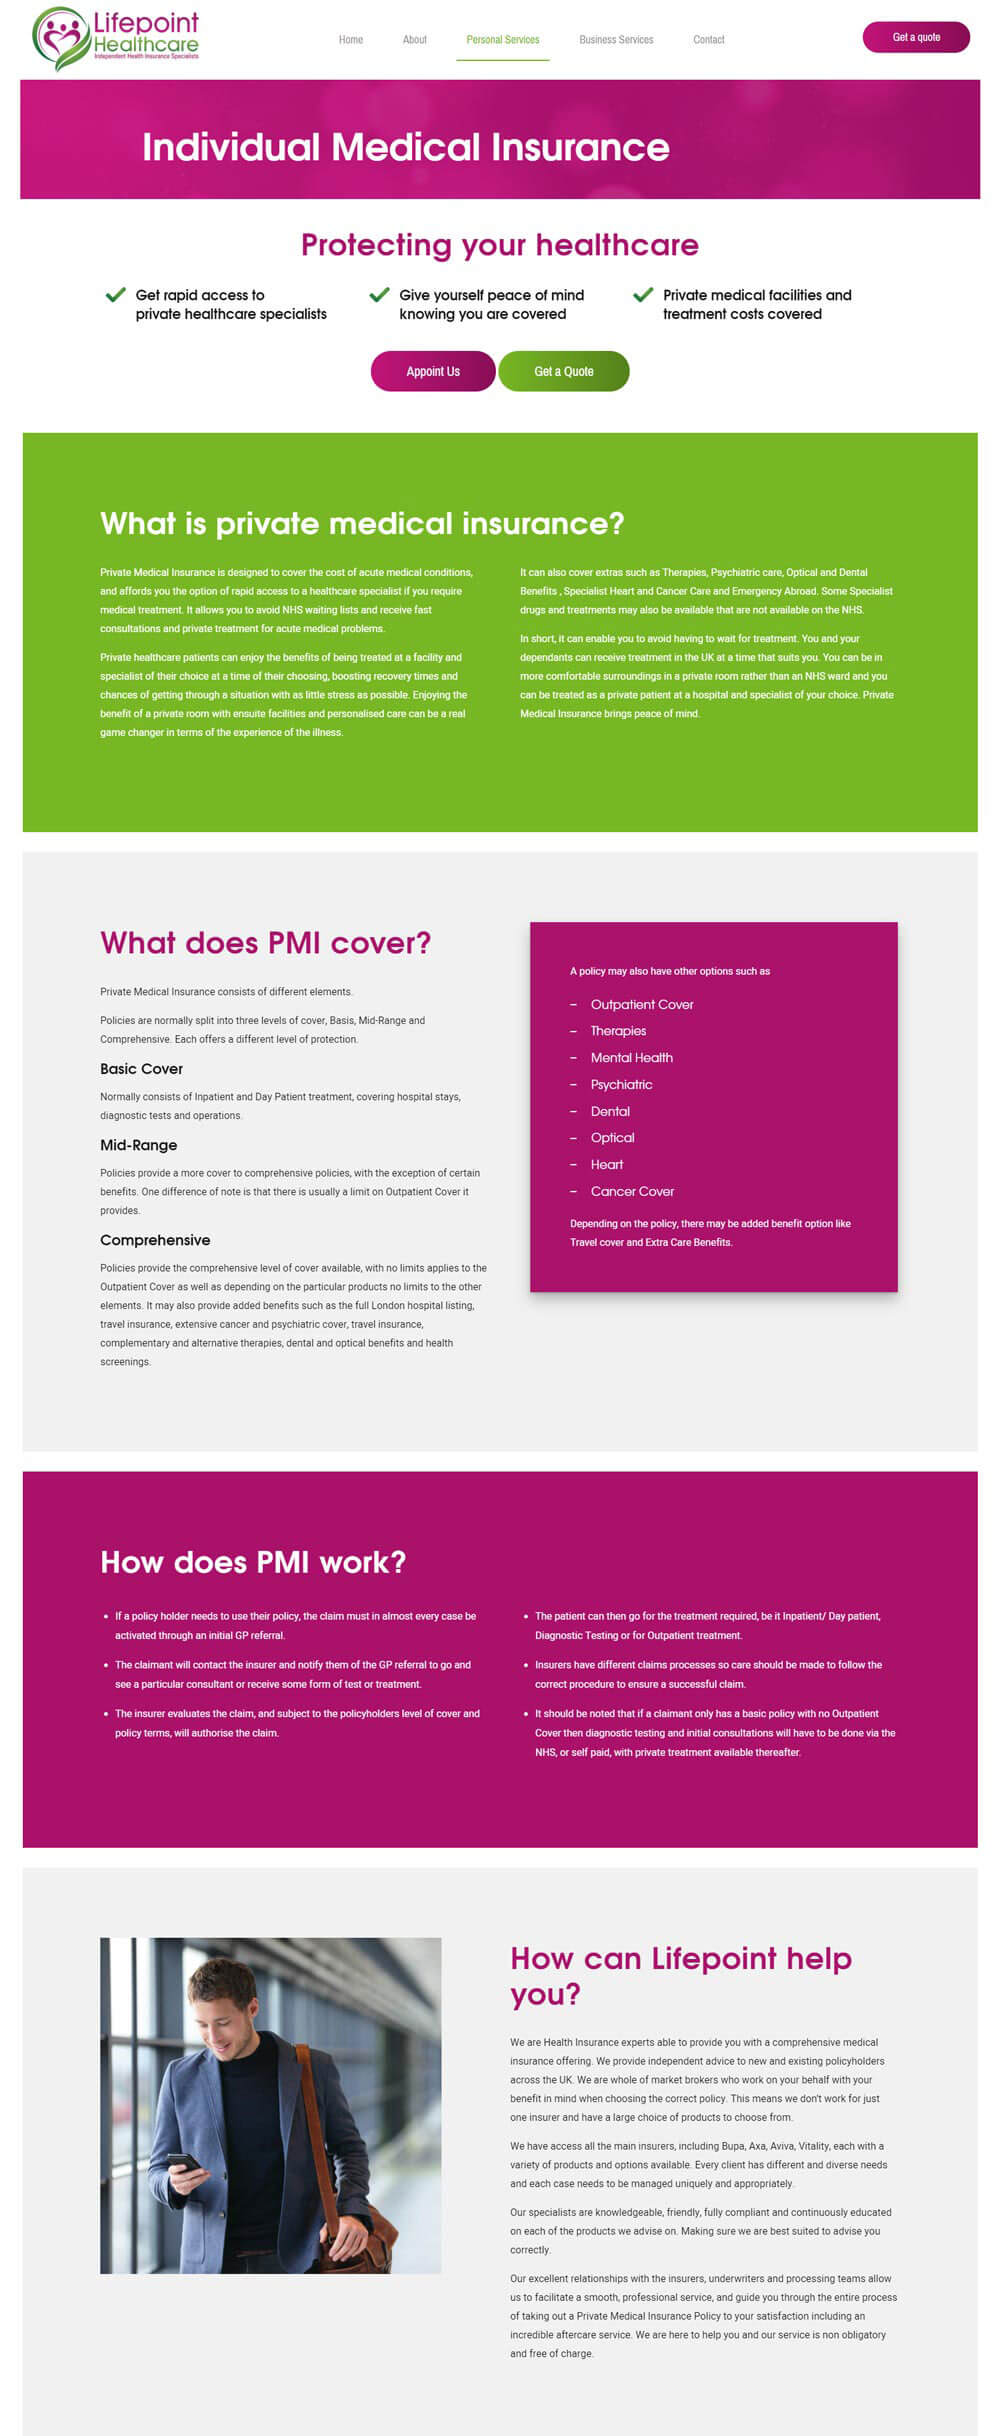 Lifepoint
Healthcare
Independent Health Insurance Specialists
Home
About
Personal Services
Business Services
Contact
Get a quote
Individual Medical Insurance
Protecting your healthcare
Get rapid access to
private healthcare specialists
Give yourself peace of mind
knowing you are covered
Private medical facilities and
treatment costs covered
Appoint Us
Get a Quote
What is private medical insurance?
Private Medical Insurance is designed to cover the cost of acute medical conditions,
and affords you the option of rapid access to a healthcare specialist if you require
medical treatment. It allows you to avoid NHS waiting lists and receive fast
consultations and private treatment for acute medical problems.
Private healthcare patients can enjoy the benefits of being treated at a facility and
specialist of their choice at a time of their choosing, boosting recovery times and
chances of getting through a situation with as little stress as possible. Enjoying the
benefit of a private room with ensuite facilities and personalised care can be a real
game changer in terms of the experience of the illness.
It can also cover extras such as Therapies, Psychiatric care, Optical and Dental
Benefits , Specialist Heart and Cancer Care and Emergency Abroad. Some Specialist
drugs and treatments may also be available that are not available on the NHS.
In short, it can enable you to avoid having to wait for treatment. You and your
dependants can receive treatment in the UK at a time that suits you. You can be in
more comfortable surroundings in a private room rather than an NHS ward and you
can be treated as a private patient at a hospital and specialist of your choice. Private
Medical Insurance brings peace of mind.
What does PMI cover?
Private Medical Insurance consists of different elements.
Policies are normally split into three levels of cover, Basis, Mid-Range and
Comprehensive. Each offers a different level of protection.
Basic Cover
Normally consists of Inpatient and Day Patient treatment, covering hospital stays,
diagnostic tests and operations.
Mid-Range
Policies provide a more cover to comprehensive policies, with the exception of certain
benefits. One difference of note is that there is usually a limit on Outpatient Cover it
provides.
Comprehensive
Policies provide the comprehensive level of cover available, with no limits applies to the
Outpatient Cover as well as depending on the particular products no limits to the other
elements. It may also provide added benefits such as the full London hospital listing,
travel insurance, extensive cancer and psychiatric cover, travel insurance,
complementary and alternative therapies, dental and optical benefits and health
screenings.
A policy may also have other options such as
– Outpatient Cover
– Therapies
– Mental Health
– Psychiatric
– Dental
– Optical
– Heart
– Cancer Cover
Depending on the policy, there may be added benefit option like
Travel cover and Extra Care Benefits.
How does PMI work?
• If a policy holder needs to use their policy, the claim must in almost every case be
activated through an initial GP referral.
• The claimant will contact the insurer and notify them of the GP referral to go and
see a particular consultant or receive some form of test or treatment.
• The insurer evaluates the claim, and subject to the policyholders level of cover and
policy terms, will authorise the claim.
• The patient can then go for the treatment required, be it Inpatient/ Day patient,
Diagnostic Testing or for Outpatient treatment.
• Insurers have different claims processes so care should be made to follow the
correct procedure to ensure a successful claim.
• It should be noted that if a claimant only has a basic policy with no Outpatient
Cover then diagnostic testing and initial consultations will have to be done via the
NHS, or self paid, with private treatment available thereafter.
How can Lifepoint help
you?
We are Health Insurance experts able to provide you with a comprehensive medical
insurance offering. We provide independent advice to new and existing policyholders
across the UK. We are whole of market brokers who work on your behalf with your
benefit in mind when choosing the correct policy. This means we don't work for just
one insurer and have a large choice of products to choose from.
We have access all the main insurers, including Bupa, Axa, Aviva, Vitality, each with a
variety of products and options available. Every client has different and diverse needs
and each case needs to be managed uniquely and appropriately.
Our specialists are knowledgeable, friendly, fully compliant and continuously educated
on each of the products we advise on. Making sure we are best suited to advise you
correctly.
Our excellent relationships with the insurers, underwriters and processing teams allow
us to facilitate a smooth, professional service, and guide you through the entire process
of taking out a Private Medical Insurance Policy to your satisfaction including an
incredible aftercare service. We are here to help you and our service is non obligatory
and free of charge.